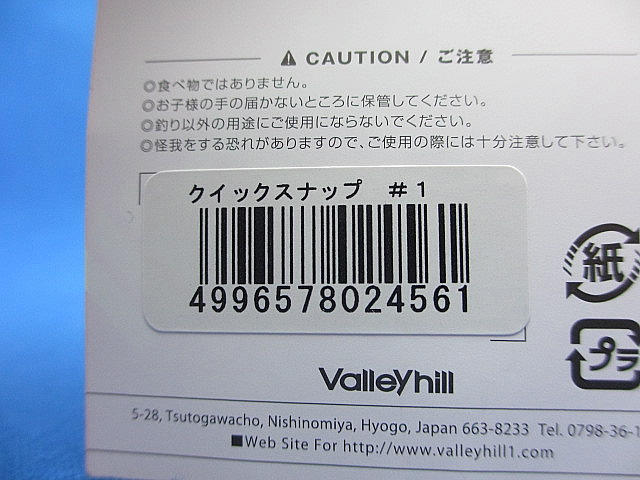 ⚠ CAUTION / ご注意
◎食べ物ではありません。
◎お子様の手の届かないところに保管してください。
◎釣り以外の用途にご使用にならないでください。
◎怪我をする恐れがありますので、ご使用の際には十分注意して下さい。
クイックスナップ #1
4996578024561
紙
プラ
Valleyhill
5-28, Tsutogawacho, Nishinomiya, Hyogo, Japan 663-8233 Tel. 0798-36-1
■Web Site For http://www.valleyhill1.com